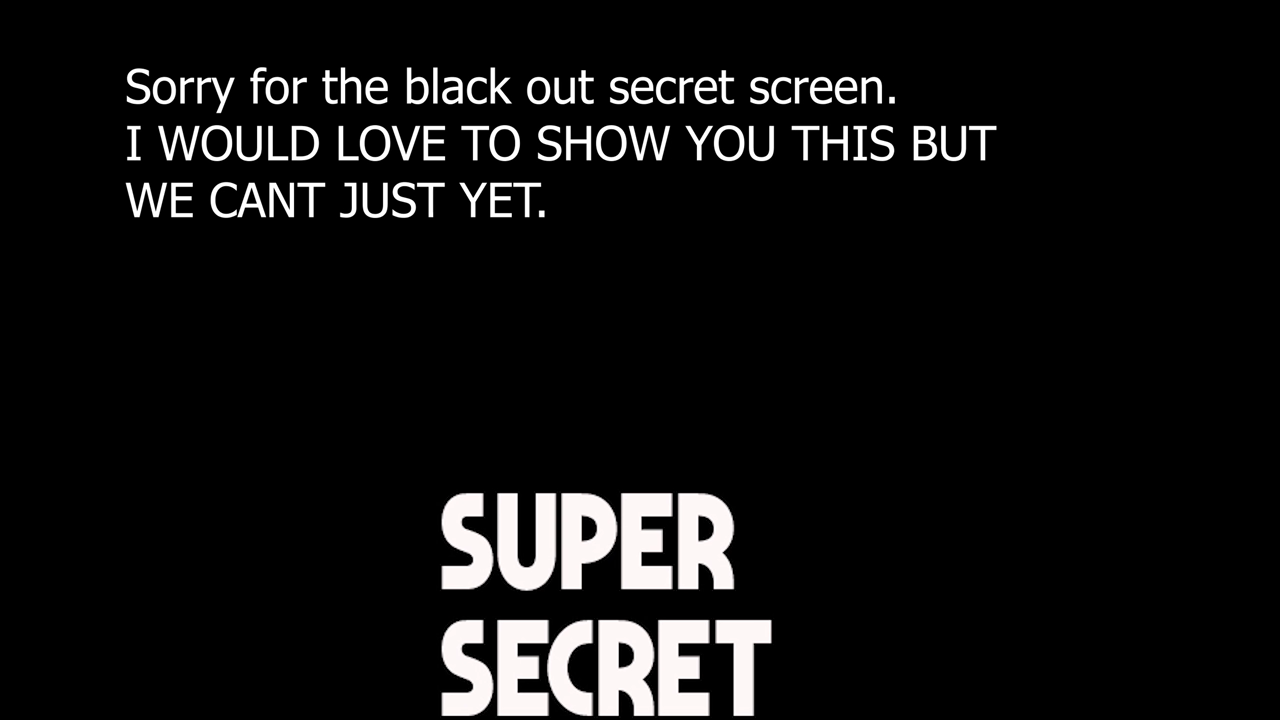 Sorry for the black out secret screen.
I WOULD LOVE TO SHOW YOU THIS BUT
WE CANT JUST YET.
SUPER
SECRET